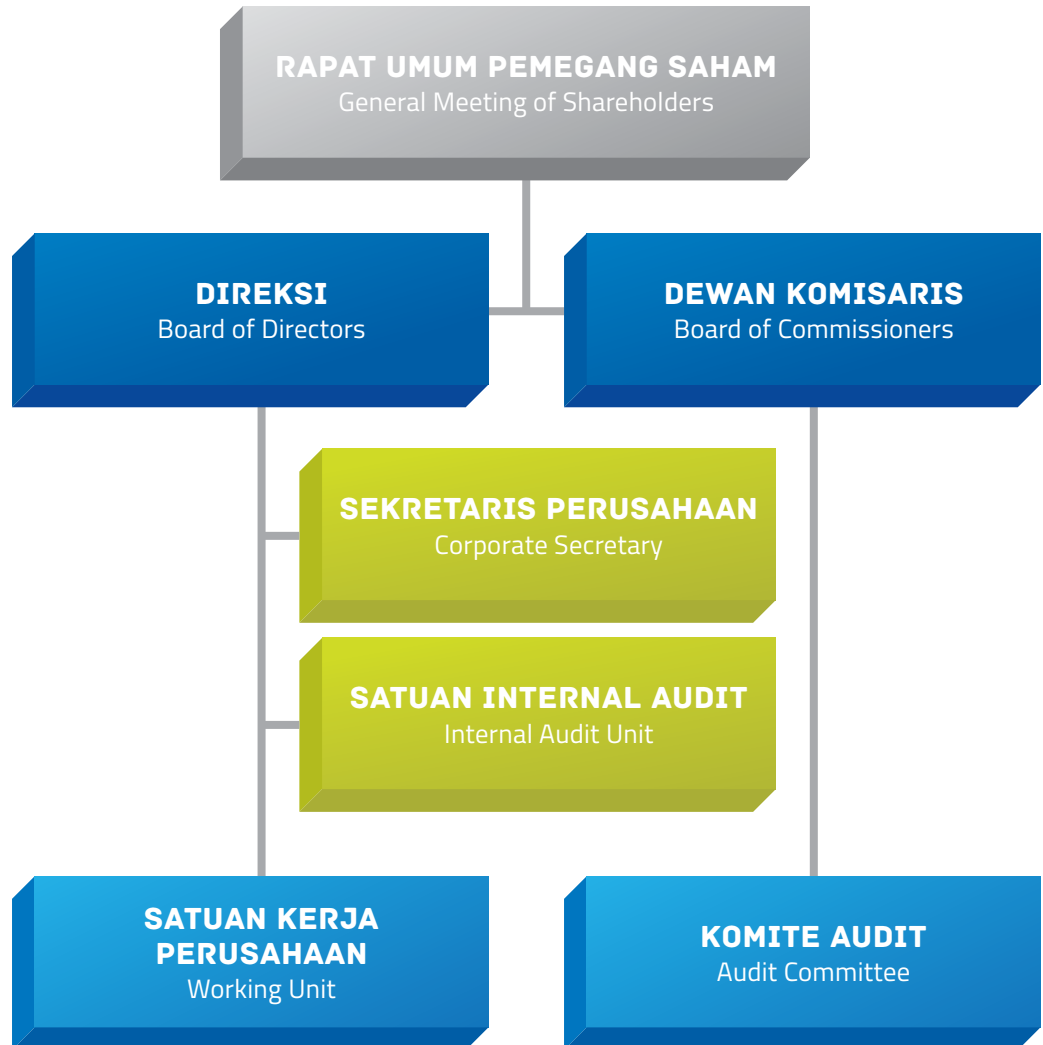 RAPAT UMUM PEMEGANG SAHAM
General Meeting of Shareholders
DIREKSI
Board of Directors
DEWAN KOMISARIS
Board of Commissioners
SEKRETARIS PERUSAHAAN
Corporate Secretary
SATUAN INTERNAL AUDIT
Internal Audit Unit
SATUAN KERJA
PERUSAHAAN
Working Unit
KOMITE AUDIT
Audit Committee